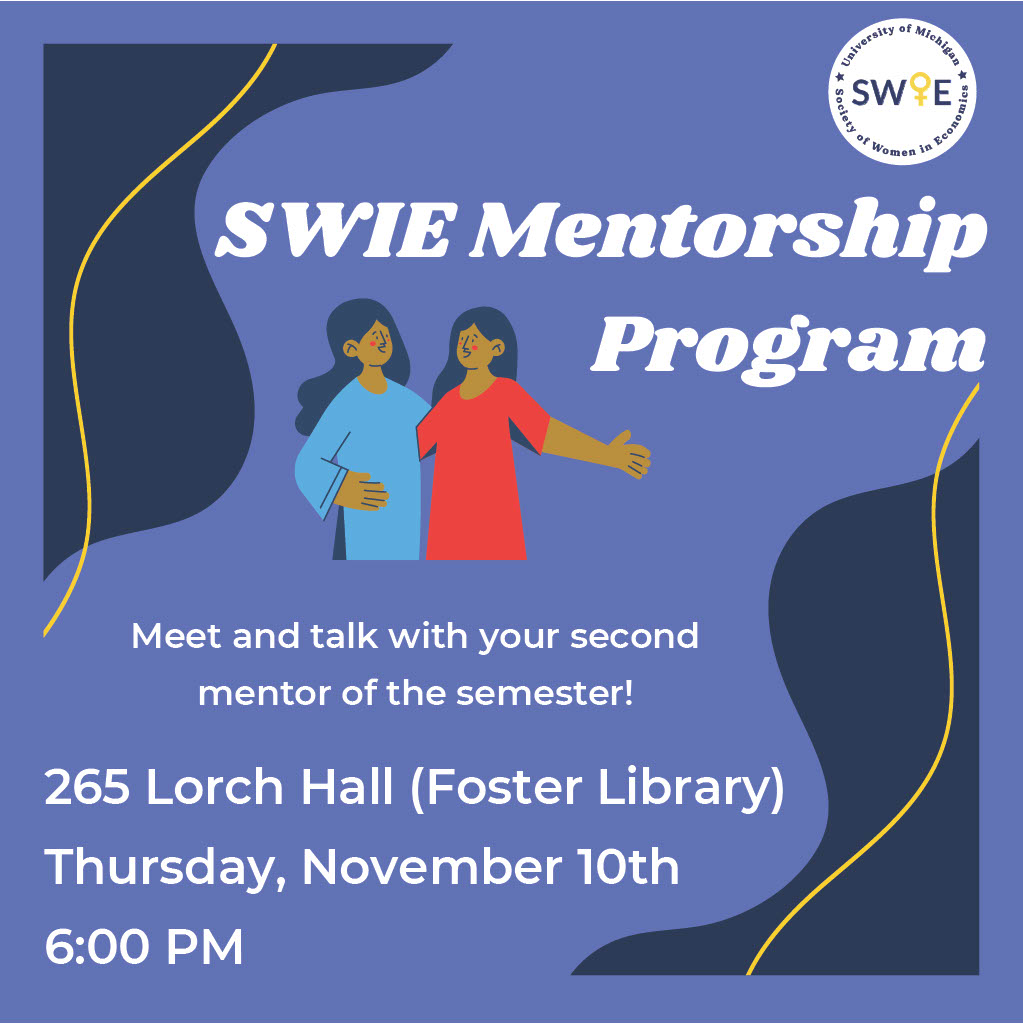 University of Michigan
SWIE
Society of Women in Economics
SWIE Mentorship
Program
Meet and talk with your second
mentor of the semester!
265 Lorch Hall (Foster Library)
Thursday, November 10th
6:00 PM